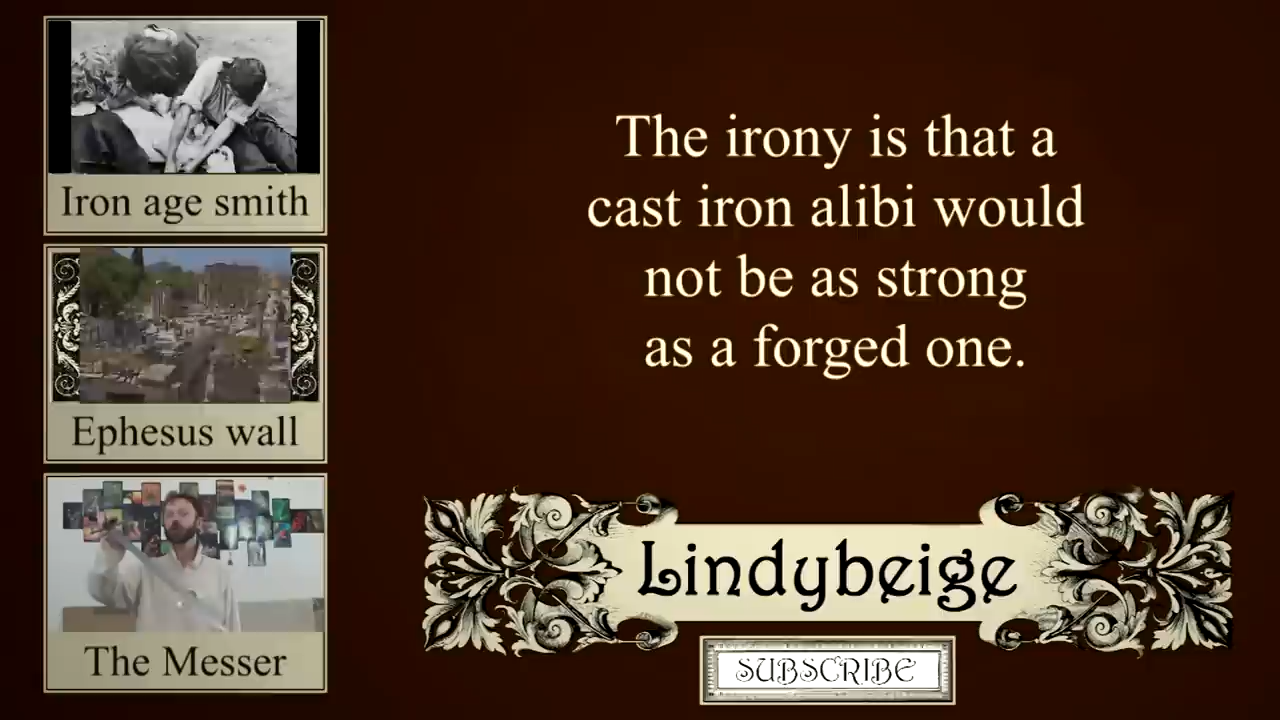 Iron age smith
Ephesus wall
The Messer
The irony is that a
cast iron alibi would
not be as strong
as a forged one.
Lindybeige
SUBSCRIBE